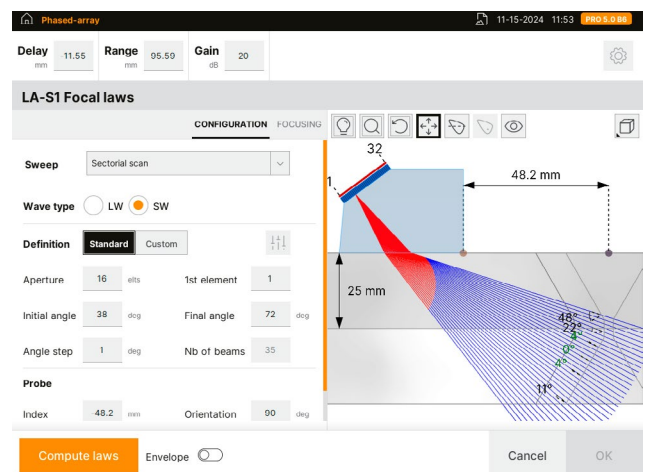 Phased-array 11-15-2024 11:53 PRO 5.0 B6
Delay mm -11.55 Range mm 95.59 Gain dB 20
LA-S1 Focal laws
CONFIGURATION FOCUSING
Sweep Sectorial scan
Wave type LW SW
Definition Standard Custom
Aperture 16 elts 1st element 1
Initial angle 38 deg Final angle 72 deg
Angle step 1 deg Nb of beams 35
Probe
Index -48.2 mm Orientation 90 deg
32
1
48.2 mm
25 mm
48°
22°
4°
0°
4°
11°
Compute laws Envelope Cancel OK